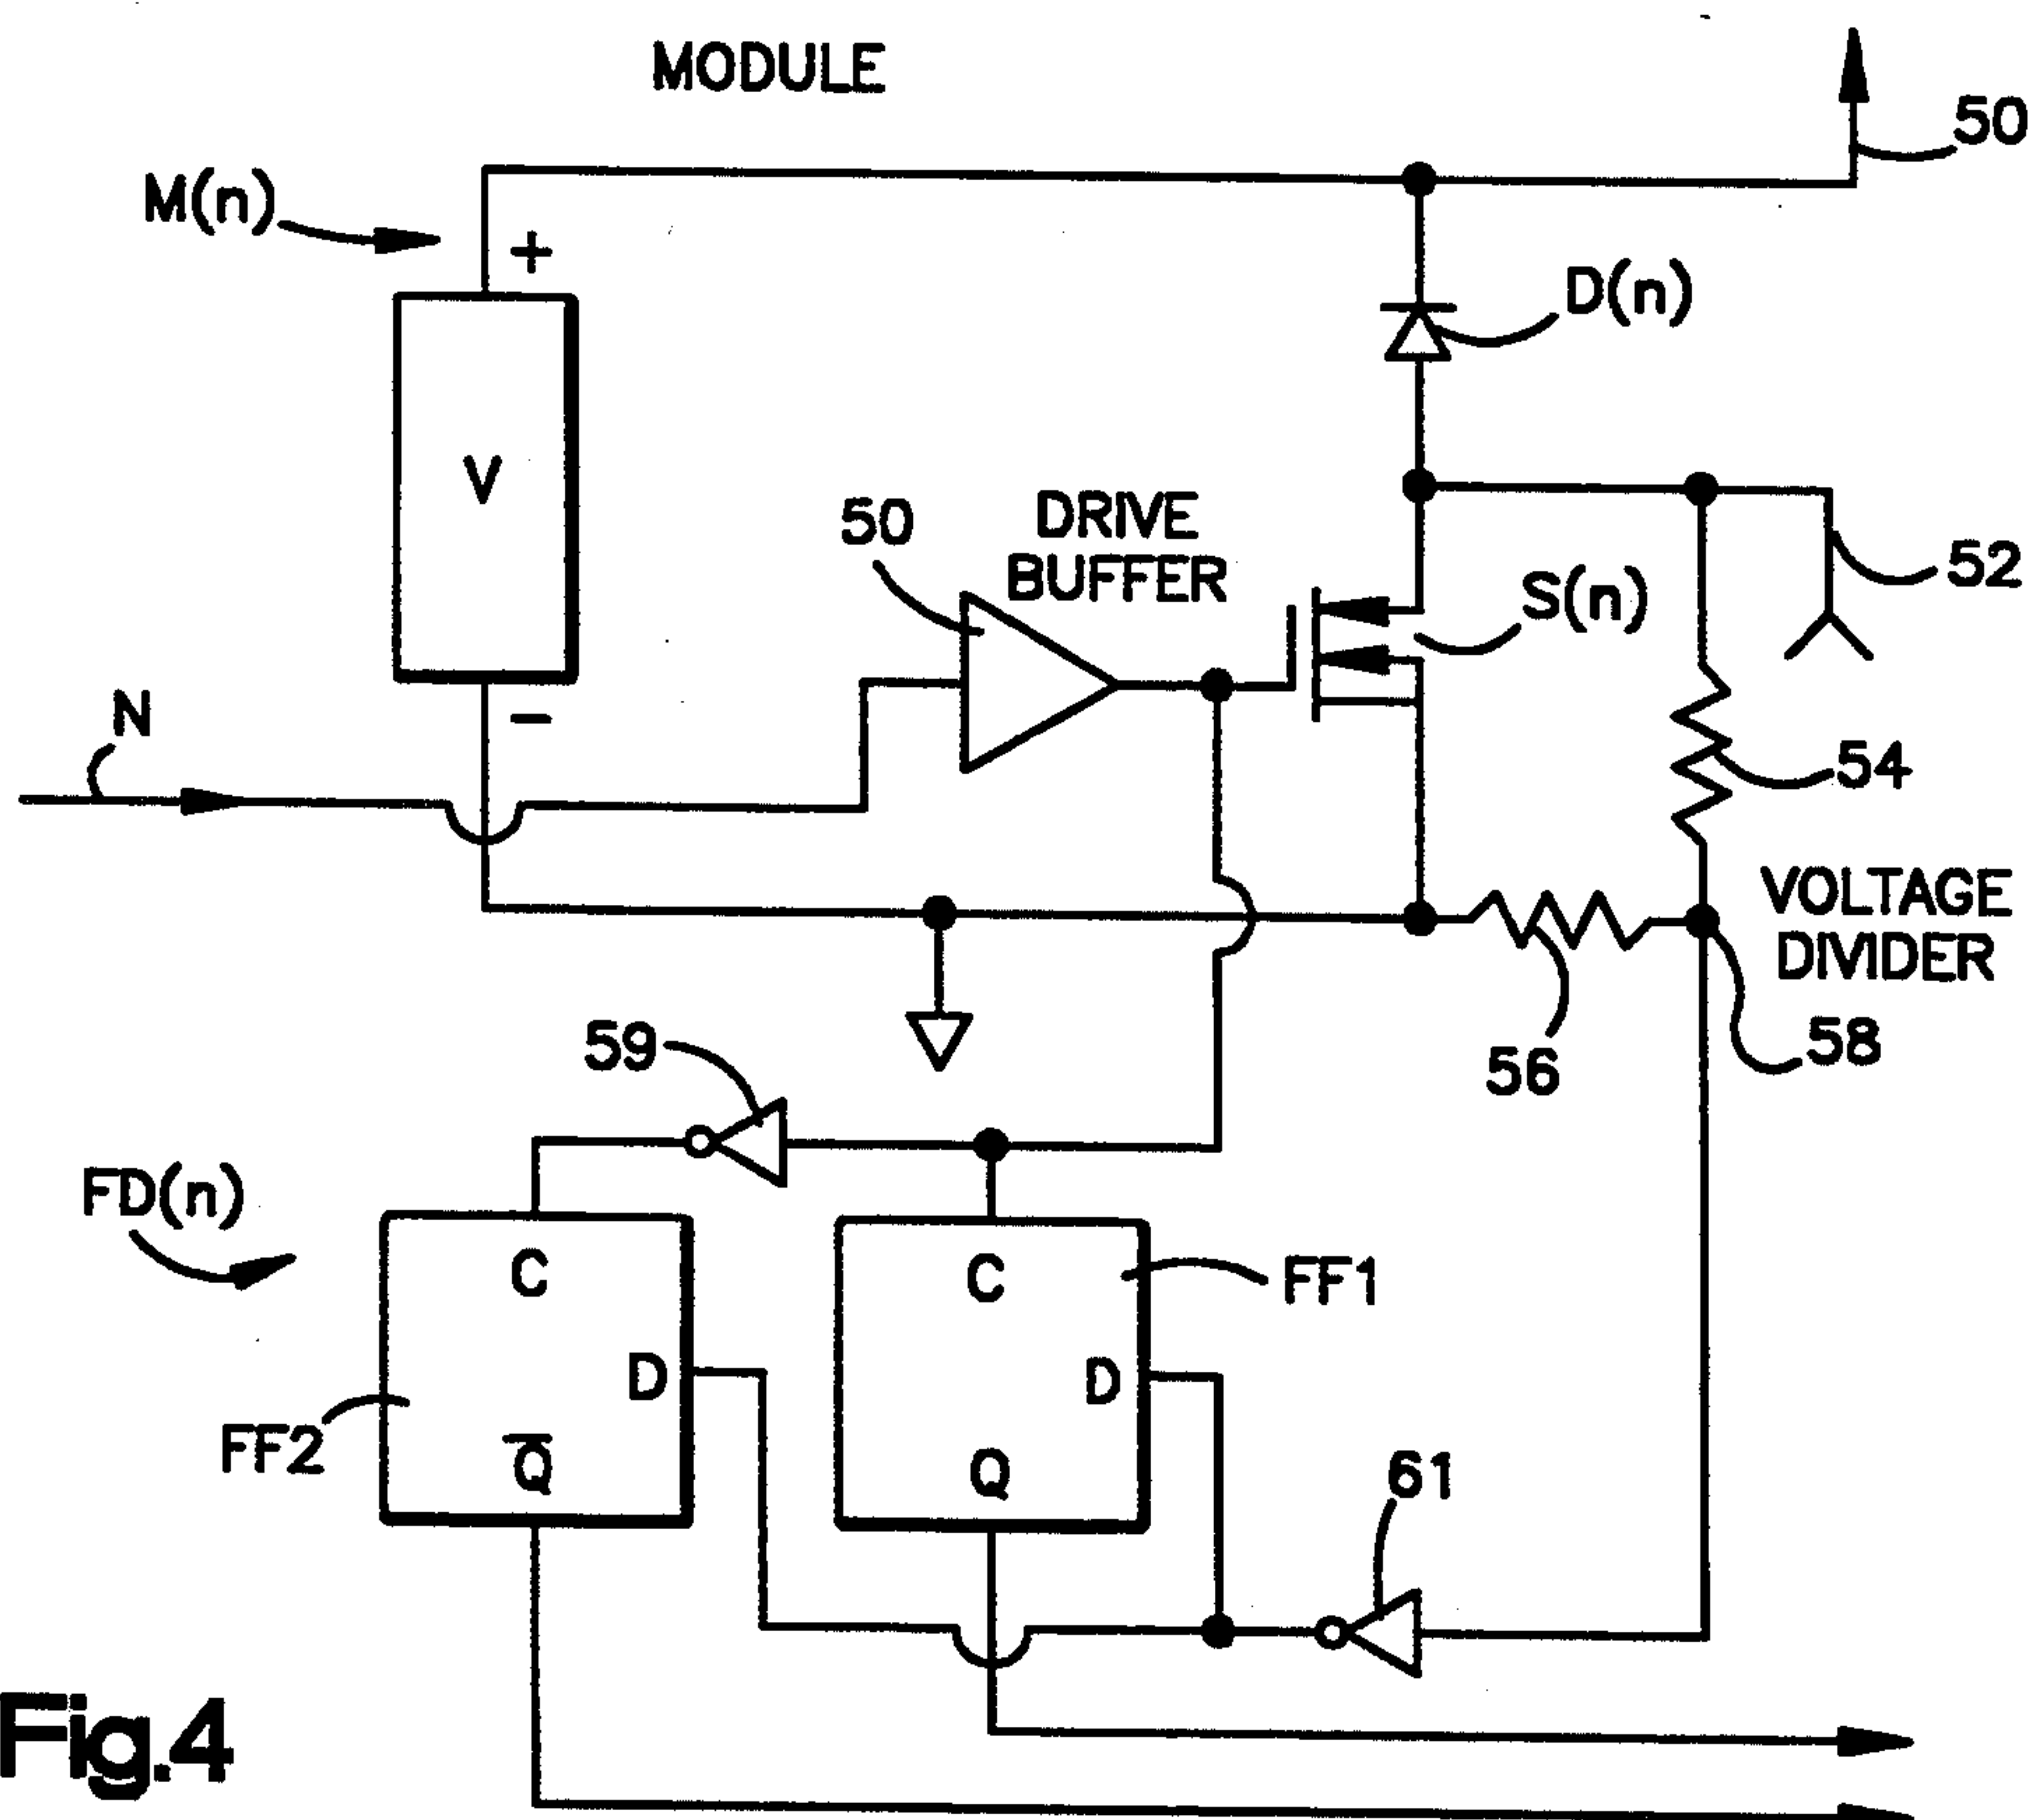 MODULE
50
M(n)
+
D(n)
V
50
DRIVE
BUFFER
52
S(n)
N
−
54
VOLTAGE
DIVIDER
59
56
58
FD(n)
C
C
FF1
D
D
FF2
Q̅
Q
61
Fig.4